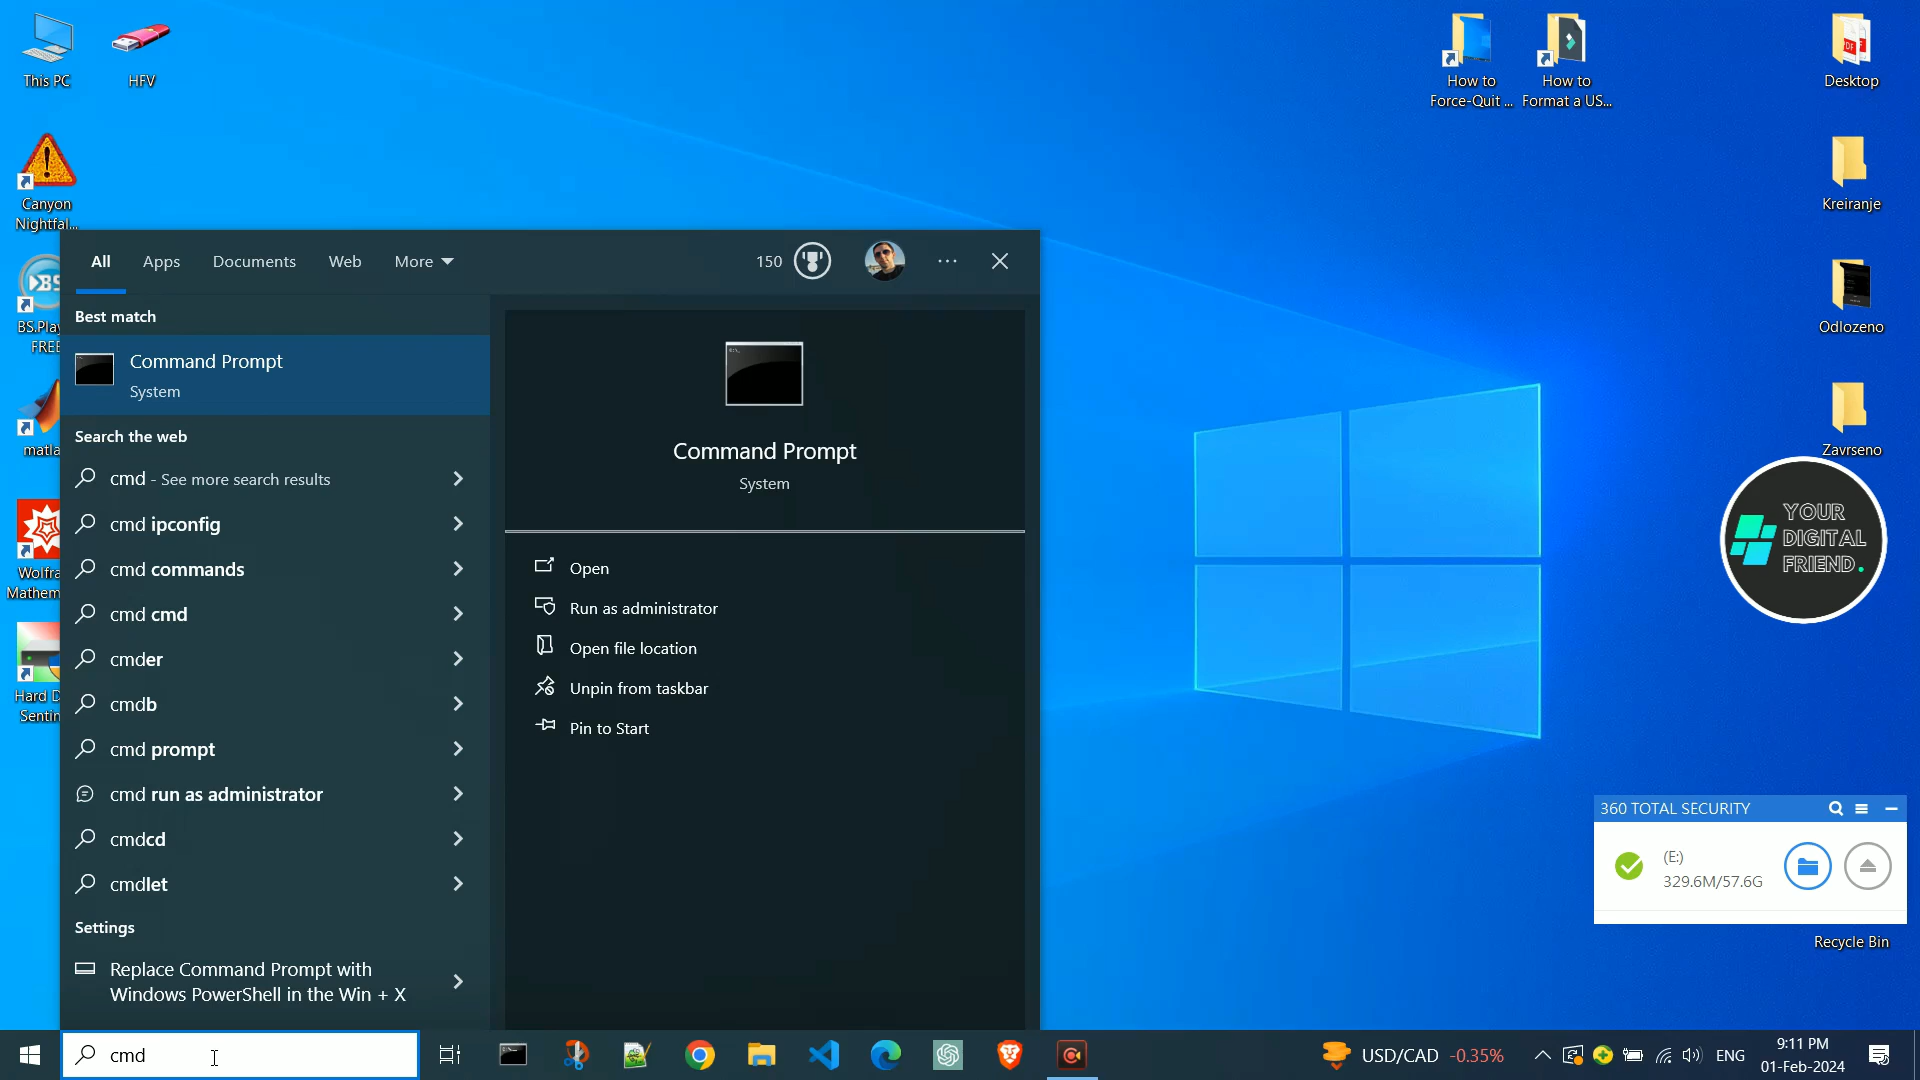 This PC
HFV
How to
Force-Quit ...
How to
Format a US...
Desktop
Canyon
Nightfal...
Kreiranje
BS.Play
FREE
Odlozeno
matla
Zavrseno
Wolfra
Mathem
Hard D
Sentin
All
Apps
Documents
Web
More
150
Best match
Command Prompt
System
Search the web
cmd - See more search results
cmd ipconfig
cmd commands
cmd cmd
cmder
cmdb
cmd prompt
cmd run as administrator
cmdcd
cmdlet
Settings
Replace Command Prompt with
Windows PowerShell in the Win + X
Command Prompt
System
Open
Run as administrator
Open file location
Unpin from taskbar
Pin to Start
YOUR
DIGITAL
FRIEND.
360 TOTAL SECURITY
(E:)
329.6M/57.6G
Recycle Bin
cmd
USD/CAD -0.35%
ENG
9:11 PM
01-Feb-2024